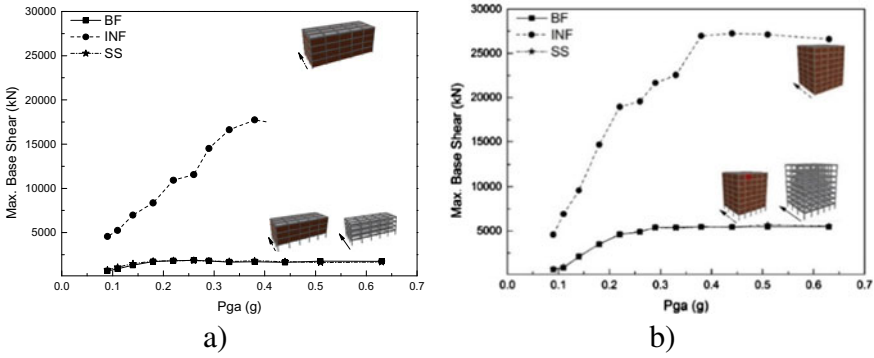 30000
25000
20000
15000
10000
5000
0
Max. Base Shear (kN)
BF
INF
SS
0.0 0.1 0.2 0.3 0.4 0.5 0.6 0.7
Pga (g)
a)
30000
25000
20000
15000
10000
5000
0
Max. Base Shear (kN)
BF
INF
SS
0.0 0.1 0.2 0.3 0.4 0.5 0.6 0.7
Pga (g)
b)